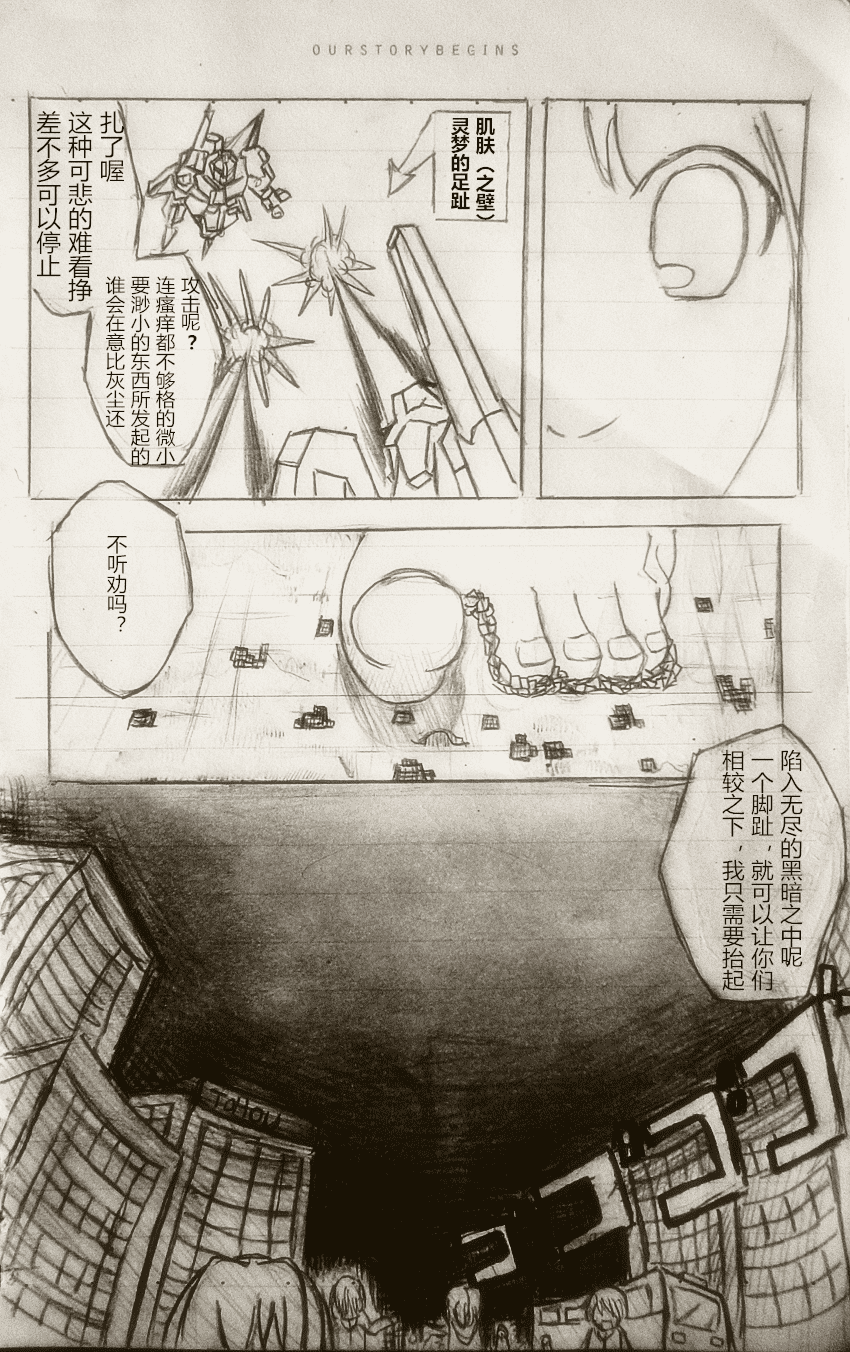 OURSTORYBEGINS
灵梦的足趾
肌肤（之壁）
差不多可以停止
这种可悲的难看挣
扎了喔
谁会在意比灰尘还
要渺小的东西所发起的
连瘙痒都不够格的微小
攻击呢？
不听劝吗？
相较之下，我只需要抬起
一个脚趾，就可以让你们
陷入无尽的黑暗之中呢